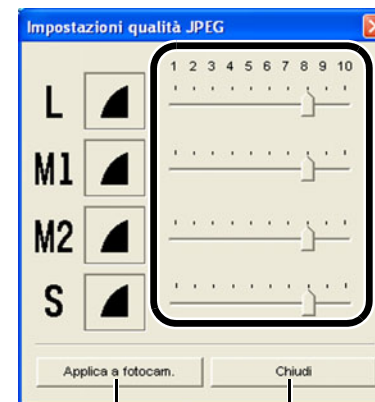 Impostazioni qualità JPEG
1 2 3 4 5 6 7 8 9 10
L
M1
M2
S
Applica a fotocam. Chiudi